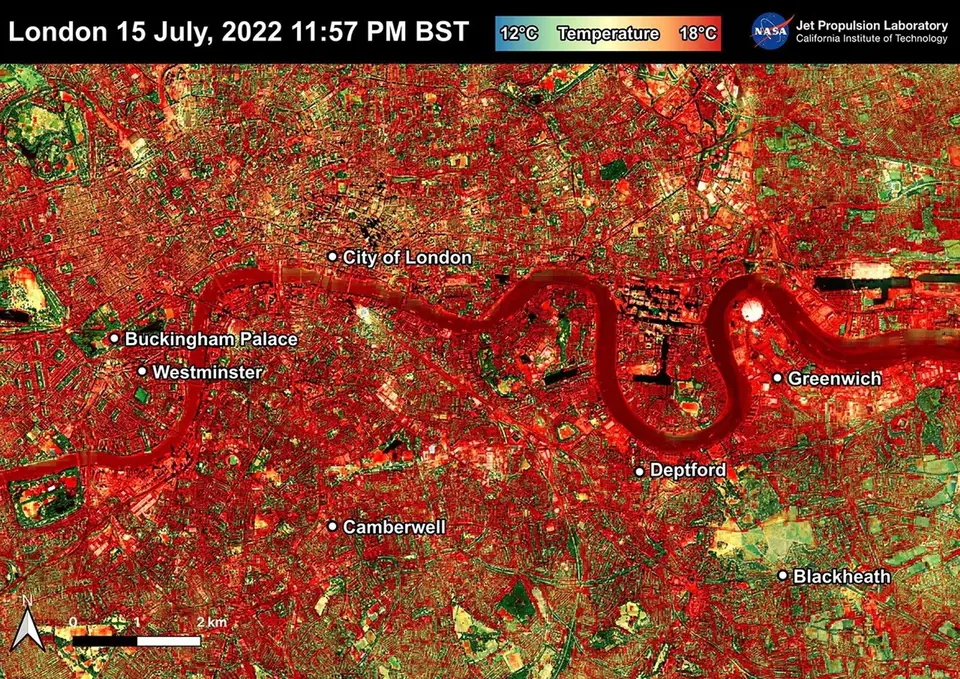 London 15 July, 2022 11:57 PM BST
12°C Temperature 18°C
NASA
Jet Propulsion Laboratory
California Institute of Technology
City of London
Buckingham Palace
Westminster
Greenwich
Deptford
Camberwell
Blackheath
N
0 1 2 km